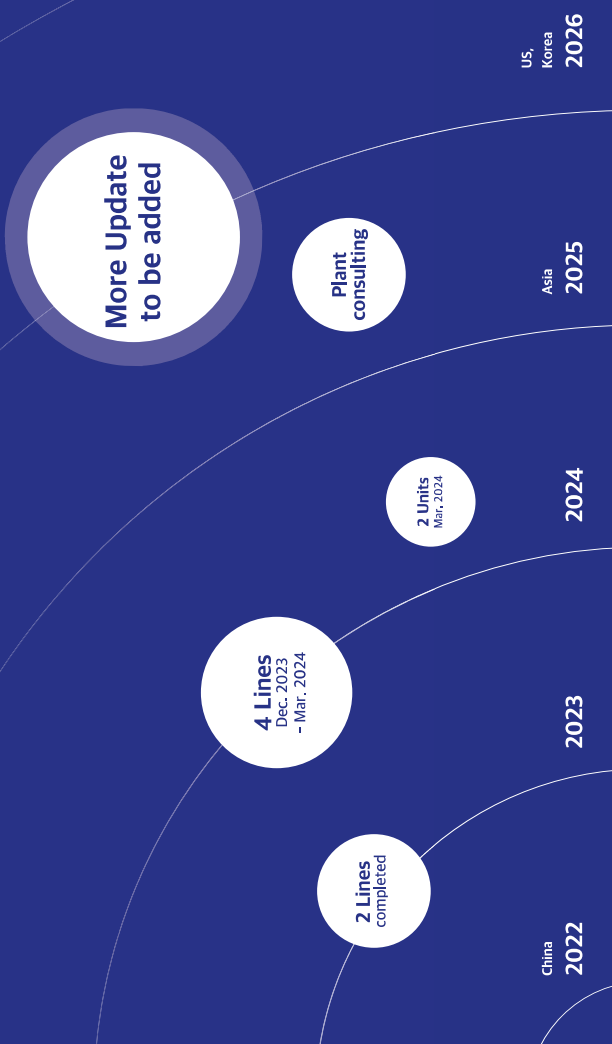 2 Lines
completed
4 Lines
Dec. 2023
- Mar. 2024
2 Units
Mar. 2024
Plant
consulting
More Update
to be added
China
2022
2023
2024
Asia
2025
US,
Korea
2026